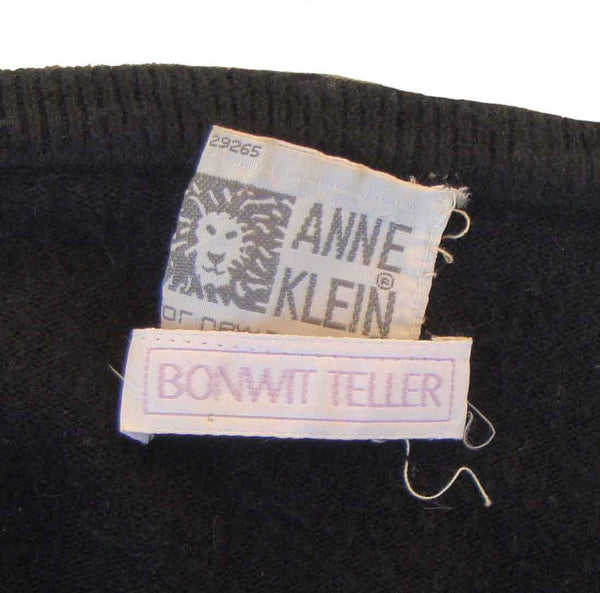 29265
ANNE
KLEIN®
BONWIT TELLER